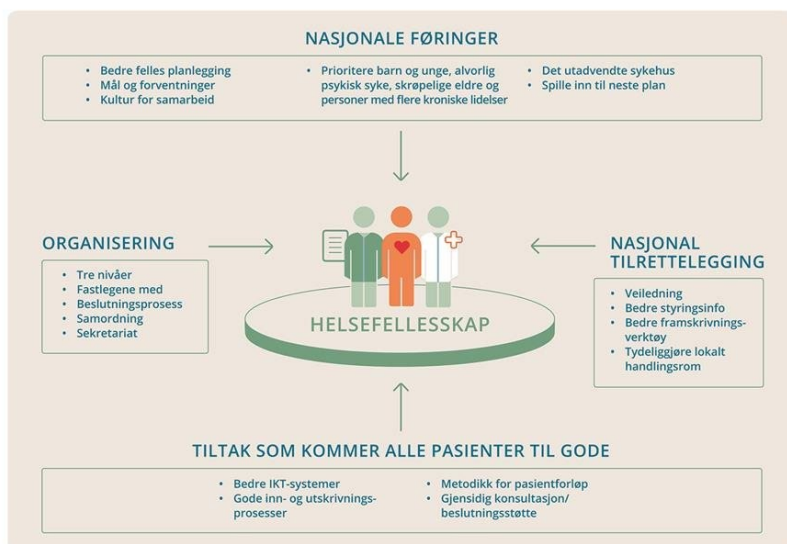 NASJONALE FØRINGER
• Bedre felles planlegging
• Mål og forventninger
• Kultur for samarbeid
• Prioritere barn og unge, alvorlig
psykisk syke, skrøpelige eldre og
personer med flere kroniske lidelser
• Det utadvendte sykehus
• Spille inn til neste plan
ORGANISERING
• Tre nivåer
• Fastlegene med
• Beslutningsprosess
• Samordning
• Sekretariat
HELSEFELLESSKAP
NASJONAL
TILRETTELEGGING
• Veiledning
• Bedre styringsinfo
• Bedre framskrivnings-
verktøy
• Tydeliggjøre lokalt
handlingsrom
TILTAK SOM KOMMER ALLE PASIENTER TIL GODE
• Bedre IKT-systemer
• Gode inn- og utskrivnings-
prosesser
• Metodikk for pasientforløp
• Gjensidig konsultasjon/
beslutningsstøtte